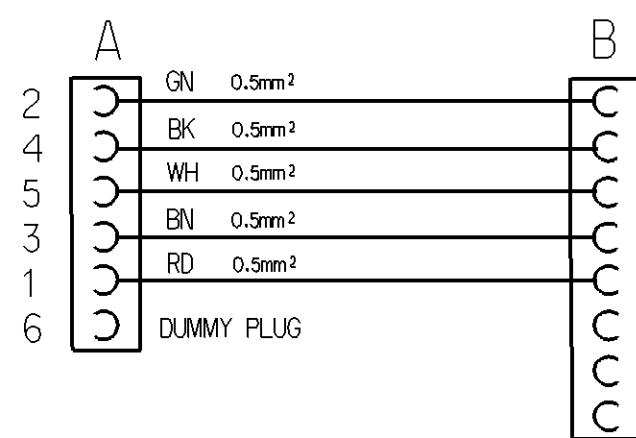 A B
2 GN 0.5mm²
4 BK 0.5mm²
5 WH 0.5mm²
3 BN 0.5mm²
1 RD 0.5mm²
6 DUMMY PLUG